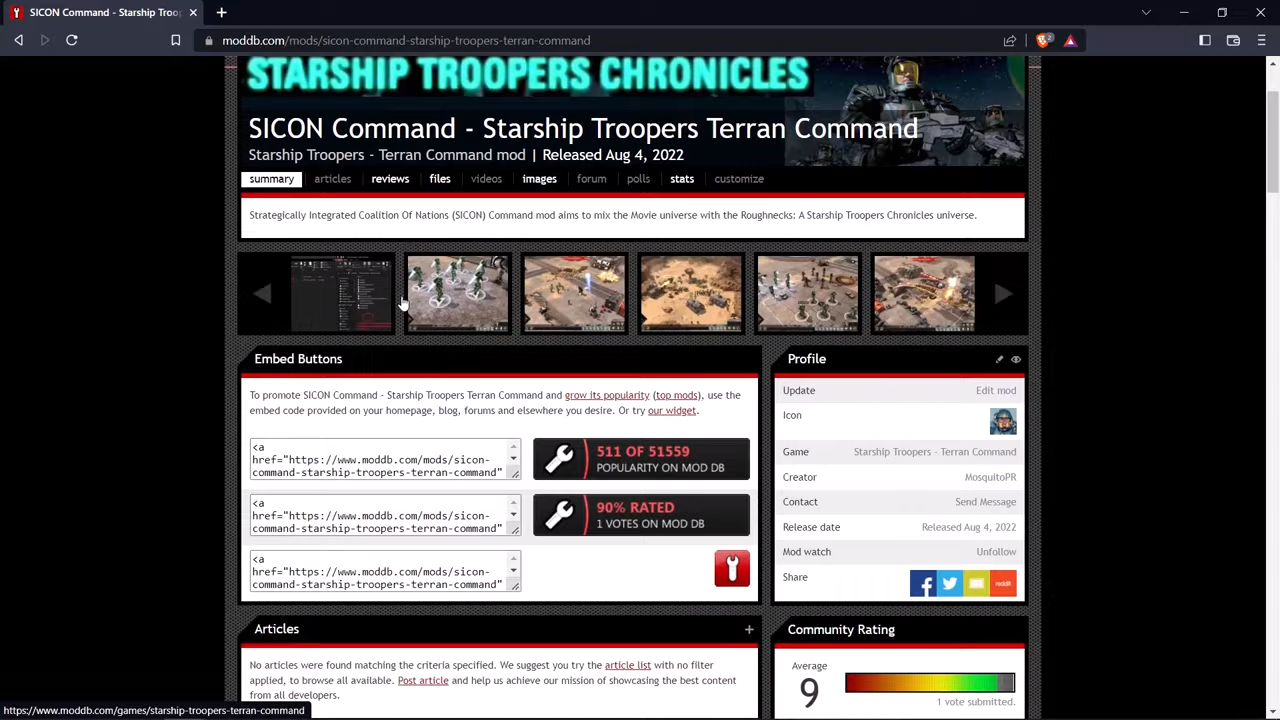 SICON Command - Starship Troop
moddb.com/mods/sicon-command-starship-troopers-terran-command
2
STARSHIP TROOPERS CHRONICLES
SICON Command - Starship Troopers Terran Command
Starship Troopers - Terran Command mod | Released Aug 4, 2022
summary articles reviews files videos images forum polls stats customize
Strategically Integrated Coalition Of Nations (SICON) Command mod aims to mix the Movie universe with the Roughnecks: A Starship Troopers Chronicles universe.
Embed Buttons
To promote SICON Command - Starship Troopers Terran Command and grow its popularity (top mods), use the
embed code provided on your homepage, blog, forums and elsewhere you desire. Or try our widget.
<a
href="https://www.moddb.com/mods/sicon-
command-starship-troopers-terran-command"
511 OF 51559
POPULARITY ON MOD DB
<a
href="https://www.moddb.com/mods/sicon-
command-starship-troopers-terran-command"
90% RATED
1 VOTES ON MOD DB
<a
href="https://www.moddb.com/mods/sicon-
command-starship-troopers-terran-command"
Articles
No articles were found matching the criteria specified. We suggest you try the article list with no filter
applied, to browse all available. Post article and help us achieve our mission of showcasing the best content
from all developers.
Profile
Update Edit mod
Icon
Game Starship Troopers - Terran Command
Creator MosquitoPR
Contact Send Message
Release date Released Aug 4, 2022
Mod watch Unfollow
Share
reddit
Community Rating
Average
9
1 vote submitted.
https://www.moddb.com/games/starship-troopers-terran-command